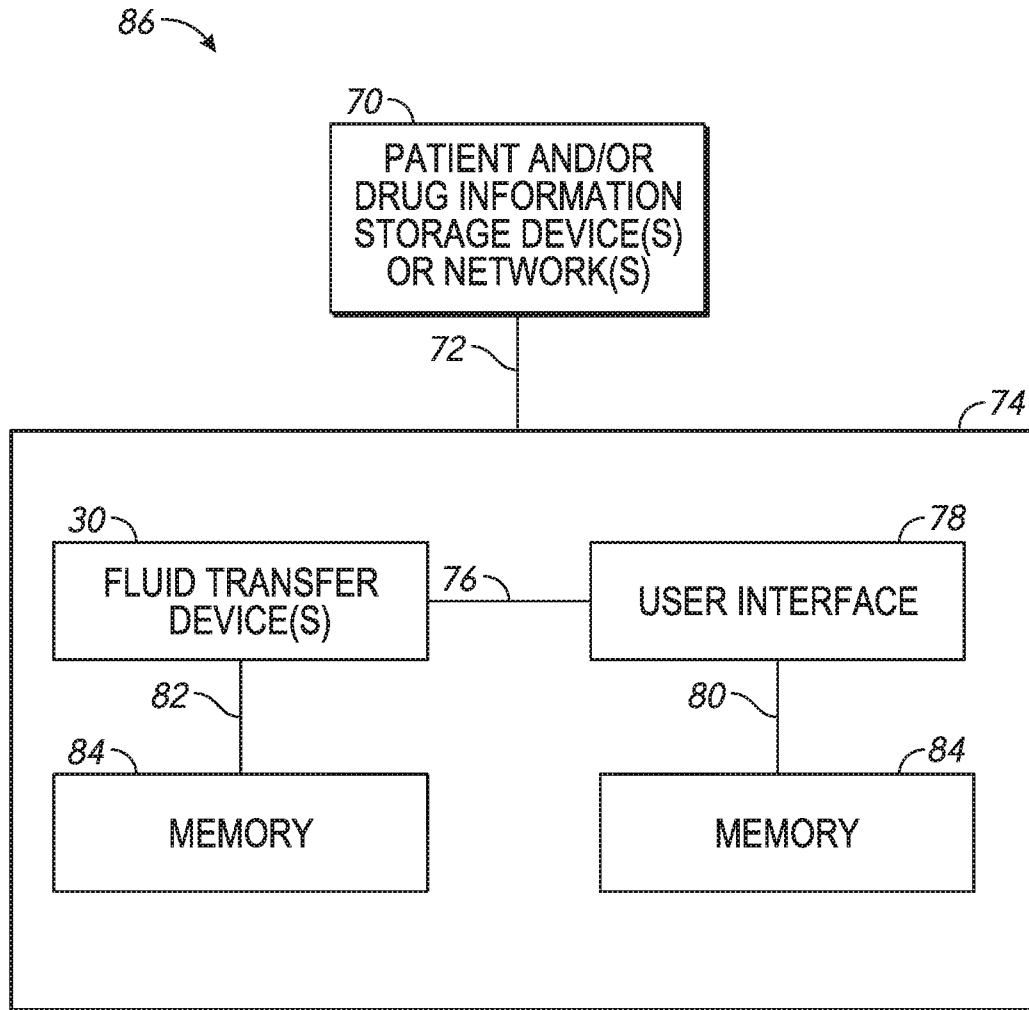 86
70
PATIENT AND/OR
DRUG INFORMATION
STORAGE DEVICE(S)
OR NETWORK(S)
72
74
30
FLUID TRANSFER
DEVICE(S)
76
78
USER INTERFACE
82
80
84
MEMORY
84
MEMORY